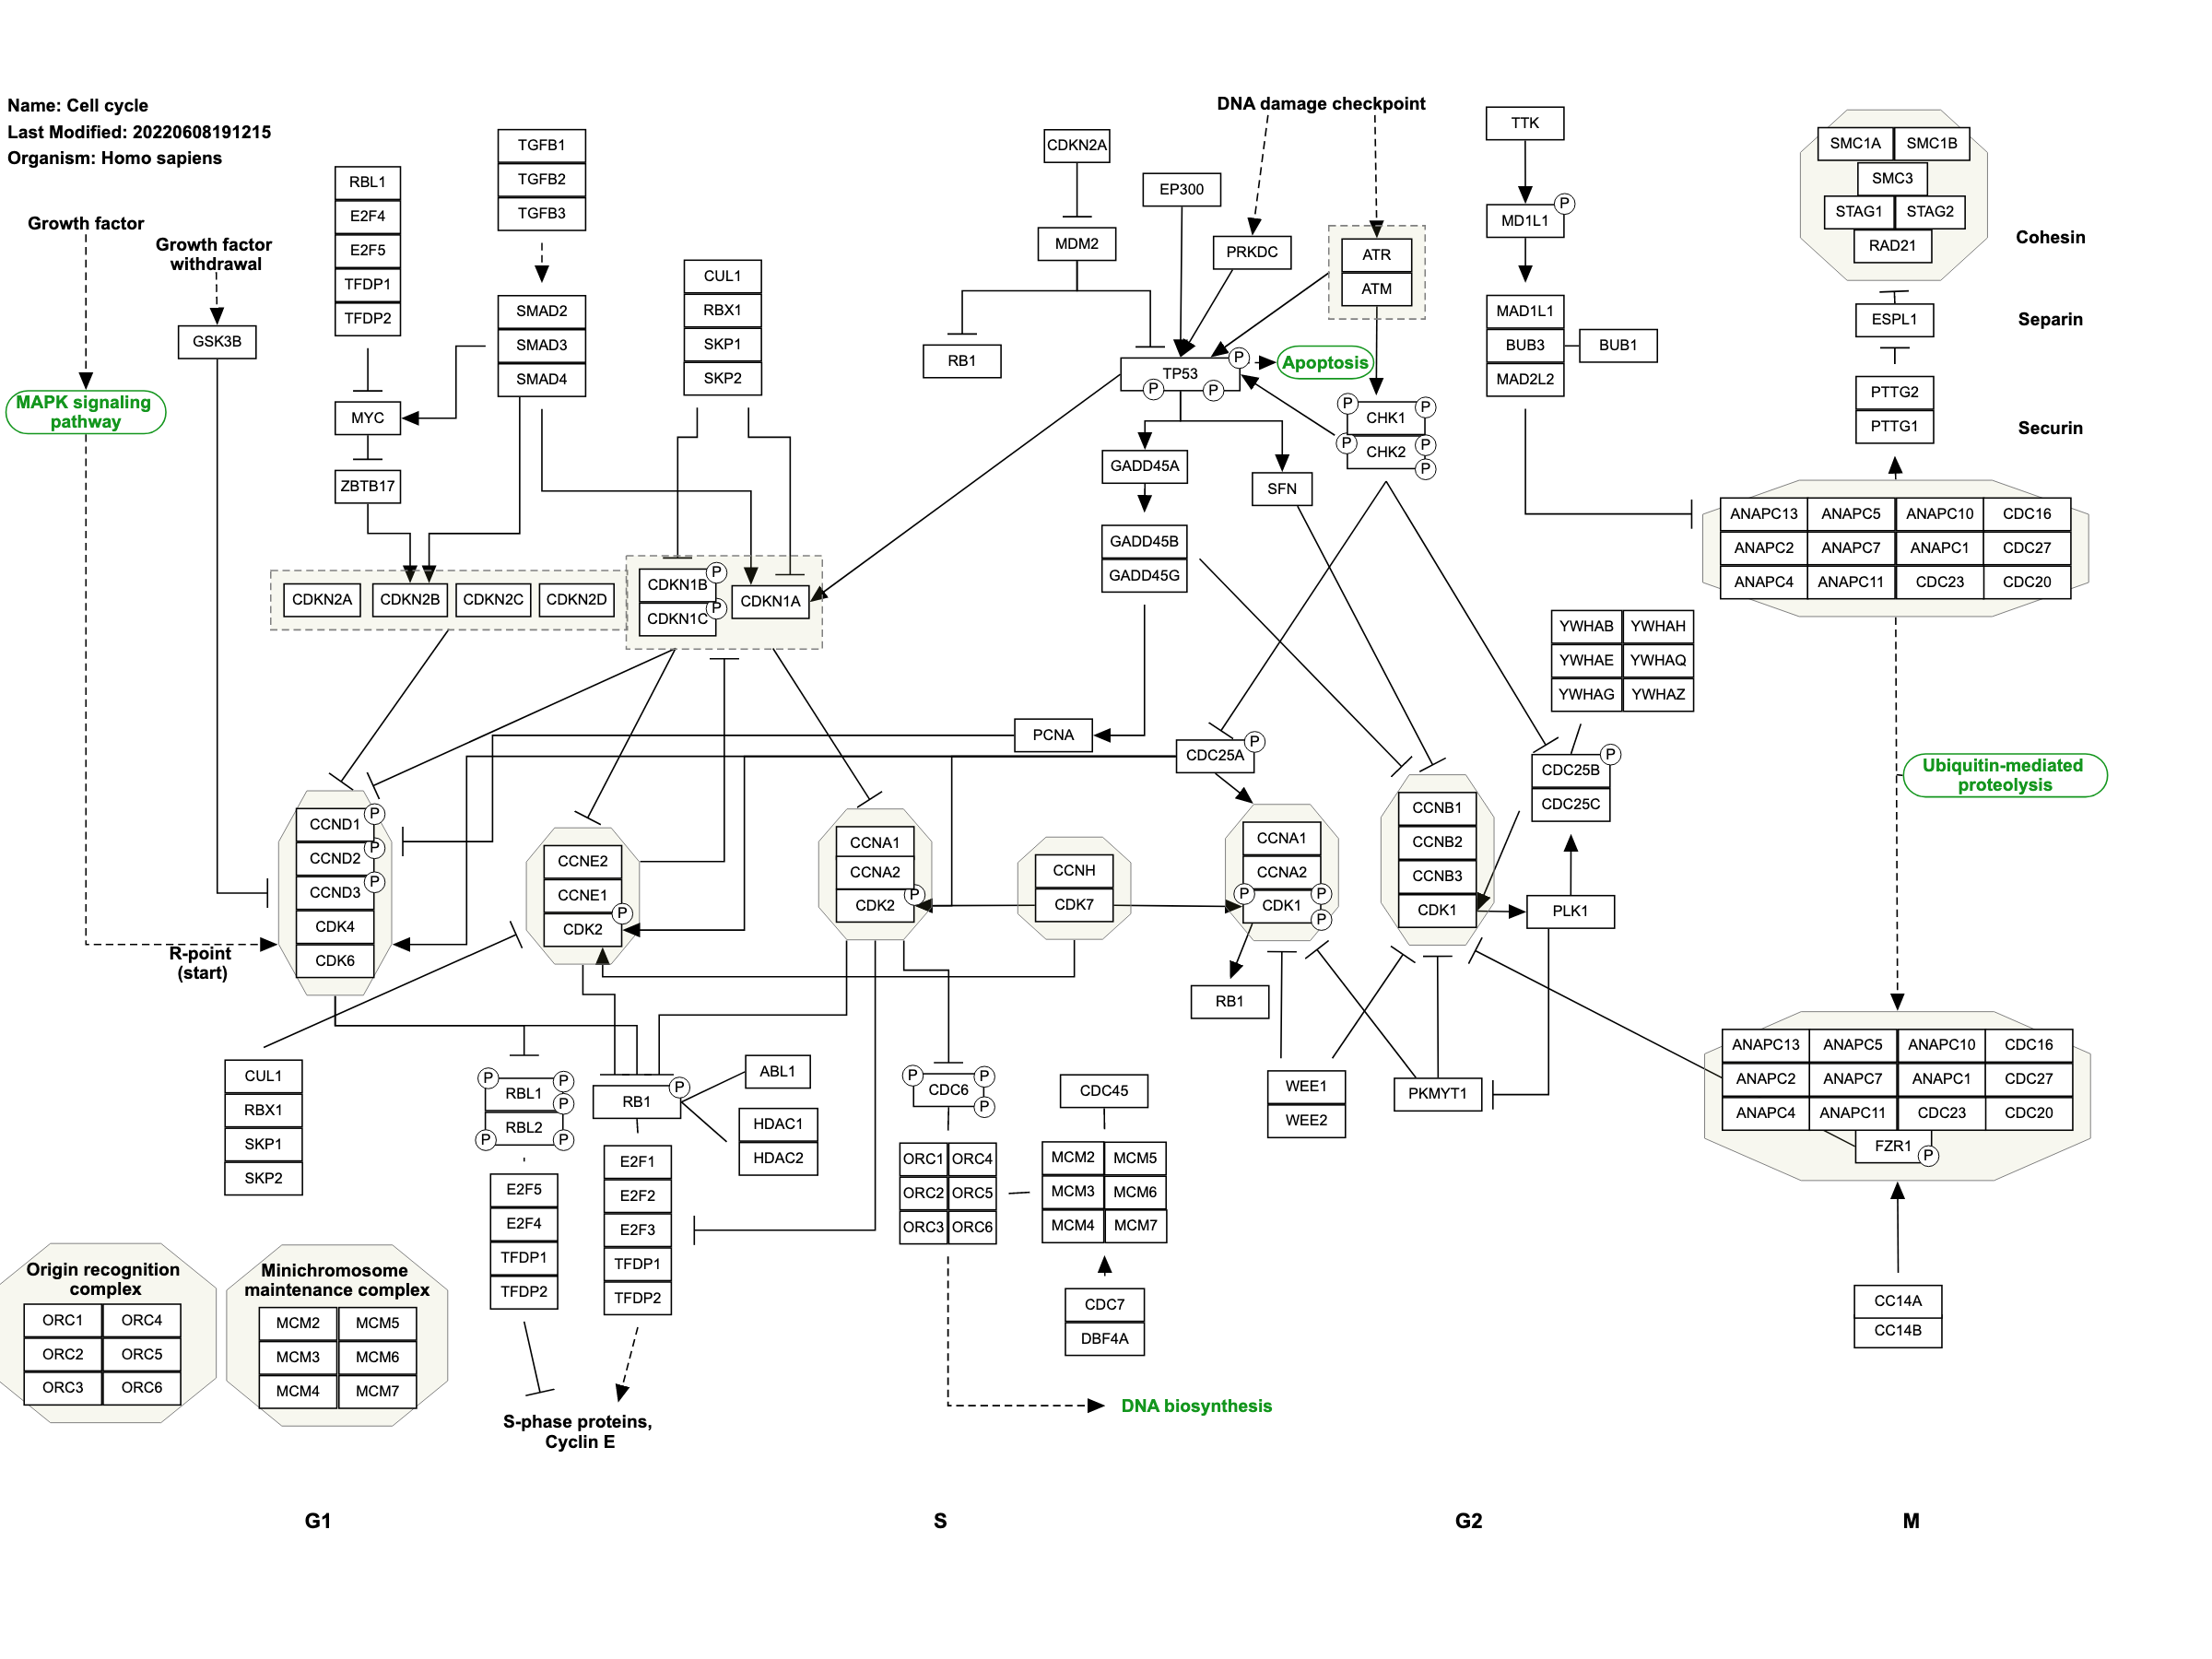 Name: Cell cycle
Last Modified: 20220608191215
Organism: Homo sapiens
Growth factor
MAPK signaling
pathway
Growth factor
withdrawal
GSK3B
RBL1
E2F4
E2F5
TFDP1
TFDP2
MYC
ZBTB17
TGFB1
TGFB2
TGFB3
SMAD2
SMAD3
SMAD4
CUL1
RBX1
SKP1
SKP2
CDKN2A
CDKN2B
CDKN2C
CDKN2D
CDKN1B
P
CDKN1C
P
CDKN1A
CDKN2A
MDM2
RB1
EP300
DNA damage checkpoint
PRKDC
ATR
ATM
TP53
P
P
P
Apoptosis
CHK1
P
P
CHK2
P
P
P
GADD45A
SFN
GADD45B
GADD45G
PCNA
CDC25A
P
TTK
MD1L1
P
MAD1L1
BUB3
MAD2L2
BUB1
SMC1A
SMC1B
SMC3
STAG1
STAG2
RAD21
Cohesin
ESPL1
Separin
PTTG2
PTTG1
Securin
ANAPC13
ANAPC5
ANAPC10
CDC16
ANAPC2
ANAPC7
ANAPC1
CDC27
ANAPC4
ANAPC11
CDC23
CDC20
YWHAB
YWHAH
YWHAE
YWHAQ
YWHAG
YWHAZ
CDC25B
P
CDC25C
Ubiquitin-mediated
proteolysis
CCND1
P
CCND2
P
CCND3
P
CDK4
CDK6
R-point
(start)
CCNE2
CCNE1
CDK2
P
CCNA1
CCNA2
CDK2
P
CCNH
CDK7
CCNA1
CCNA2
CDK1
P
P
P
RB1
CCNB1
CCNB2
CCNB3
CDK1
PLK1
CUL1
RBX1
SKP1
SKP2
RBL1
P
P
P
RBL2
P
P
E2F5
E2F4
TFDP1
TFDP2
RB1
P
ABL1
HDAC1
HDAC2
E2F1
E2F2
E2F3
TFDP1
TFDP2
S-phase proteins,
Cyclin E
CDC6
P
P
P
ORC1
ORC4
ORC2
ORC5
ORC3
ORC6
CDC45
MCM2
MCM5
MCM3
MCM6
MCM4
MCM7
CDC7
DBF4A
DNA biosynthesis
WEE1
WEE2
PKMYT1
ANAPC13
ANAPC5
ANAPC10
CDC16
ANAPC2
ANAPC7
ANAPC1
CDC27
ANAPC4
ANAPC11
CDC23
CDC20
FZR1
P
CC14A
CC14B
Origin recognition
complex
ORC1
ORC4
ORC2
ORC5
ORC3
ORC6
Minichromosome
maintenance complex
MCM2
MCM5
MCM3
MCM6
MCM4
MCM7
G1
S
G2
M